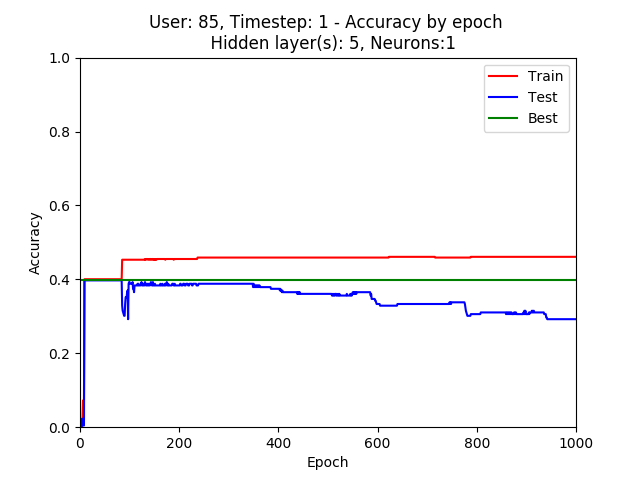 User: 85, Timestep: 1 - Accuracy by epoch
Hidden layer(s): 5, Neurons:1
1.0
Train
Test
Best
0.8
0.6
Accuracy
0.4
0.2
0.0
0 200 400 600 800 1000
Epoch